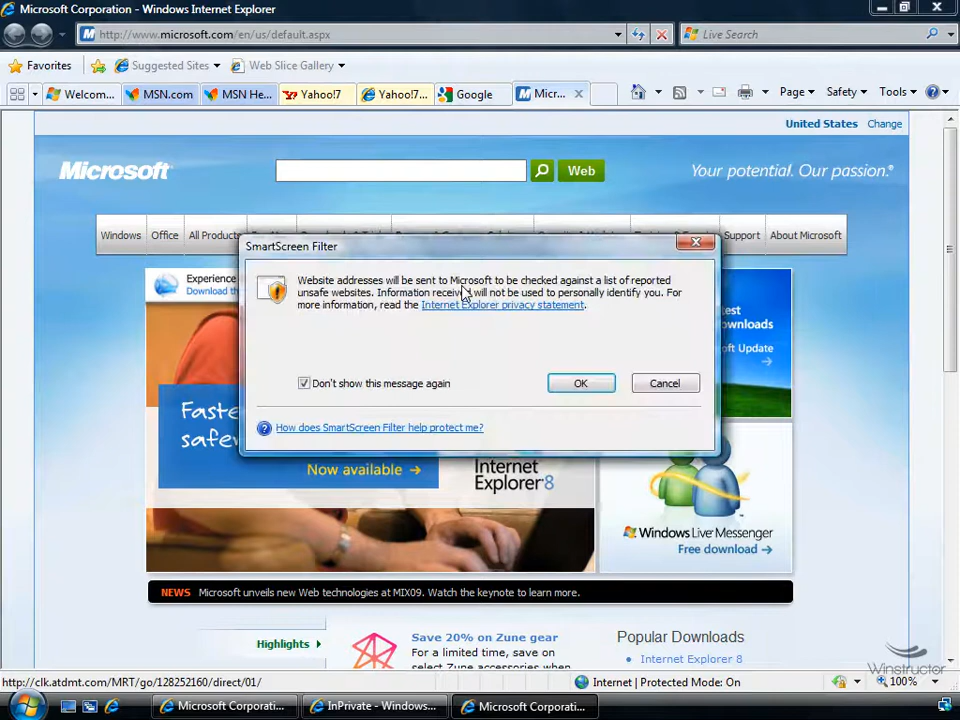 Microsoft Corporation - Windows Internet Explorer
http://www.microsoft.com/en/us/default.aspx
Live Search
Favorites
Suggested Sites
Web Slice Gallery
Welcom...
MSN.com
MSN He...
Yahoo!7
Yahoo!7...
Google
Micr...
Page
Safety
Tools
United States
Change
Microsoft
Web
Your potential. Our passion.®
Windows
Office
All Products
Support
About Microsoft
SmartScreen Filter
Website addresses will be sent to Microsoft to be checked against a list of reported
unsafe websites. Information received will not be used to personally identify you. For
more information, read the Internet Explorer privacy statement.
Don't show this message again
OK
Cancel
How does SmartScreen Filter help protect me?
Experience
Download th
test
wnloads
soft Update
Faste
safer
Now available
Internet
Explorer 8
Windows Live Messenger
Free download
NEWS Microsoft unveils new Web technologies at MIX09. Watch the keynote to learn more.
Highlights
Save 20% on Zune gear
For a limited time, save on
select Zune accessories when
Popular Downloads
Internet Explorer 8
Winstructor
http://clk.atdmt.com/MRT/go/128252160/direct/01/
Internet | Protected Mode: On
100%
Microsoft Corporati...
InPrivate - Windows...
Microsoft Corporati...